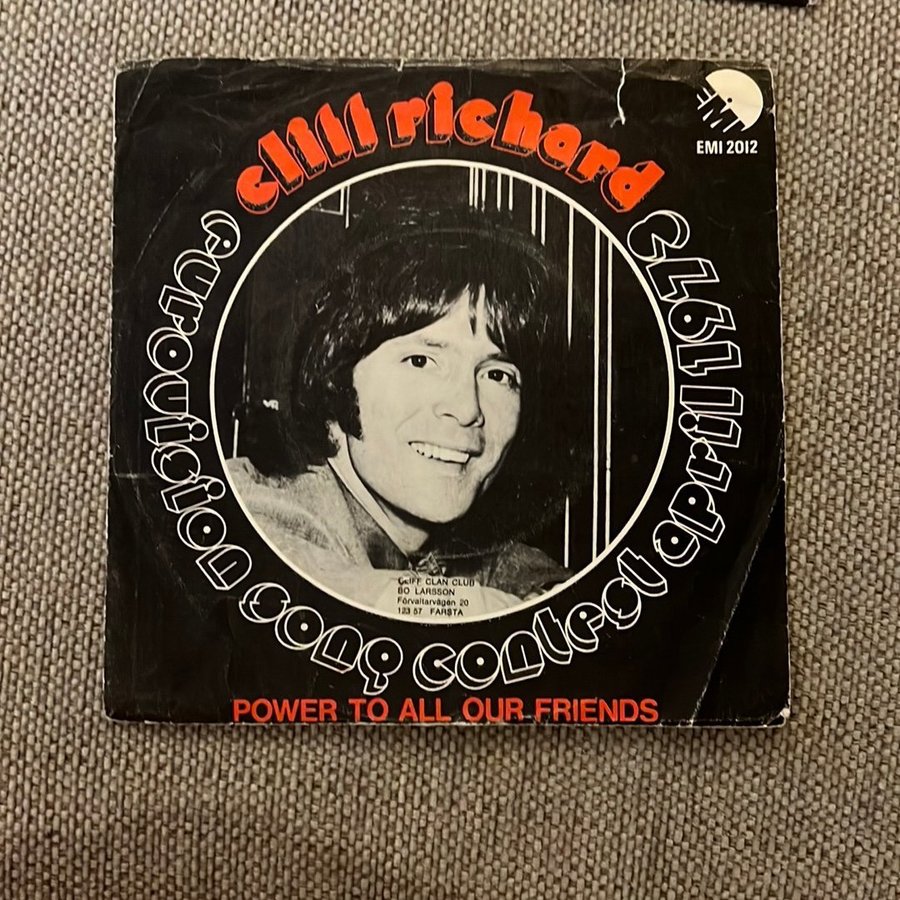 cliff richard
EMI
EMI 2012
eurovision song contest april 1973
CLIFF CLAN CLUB
BO LARSSON
Förvaltarvägen 20
123 57 FARSTA
POWER TO ALL OUR FRIENDS